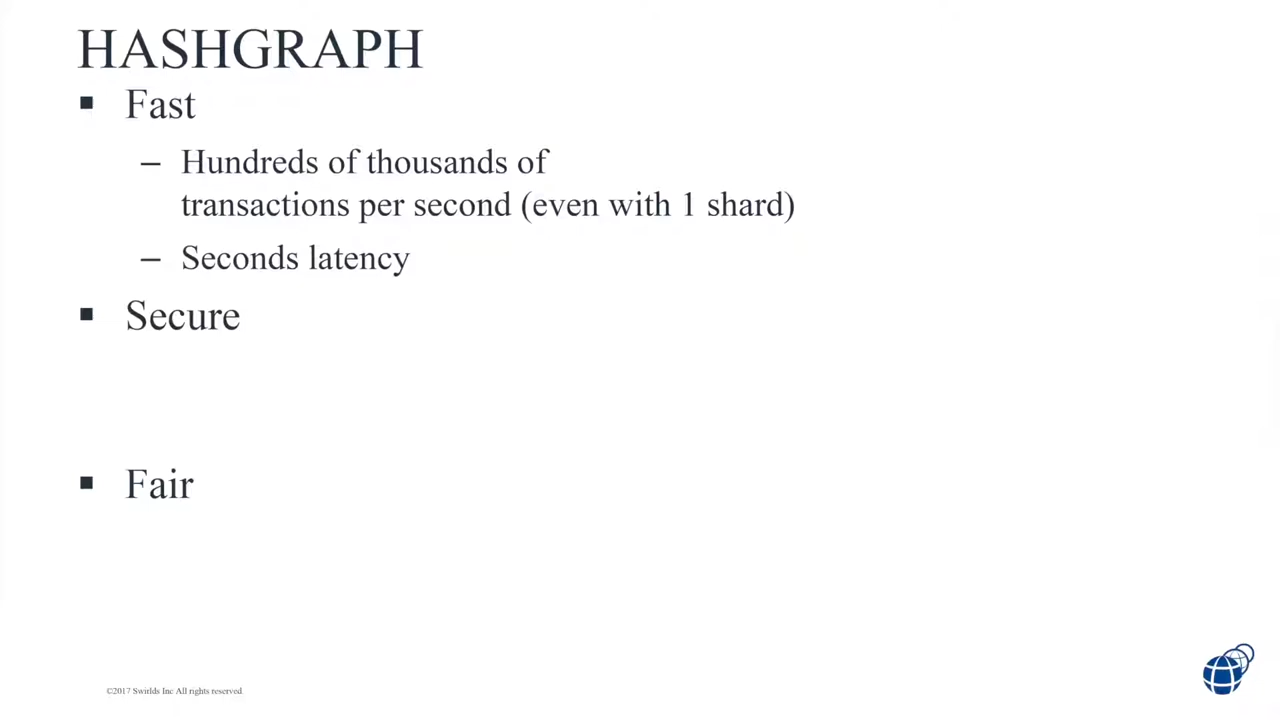 HASHGRAPH
▪ Fast
– Hundreds of thousands of
transactions per second (even with 1 shard)
– Seconds latency
▪ Secure
▪ Fair
©2017 Swirlds Inc All rights reserved